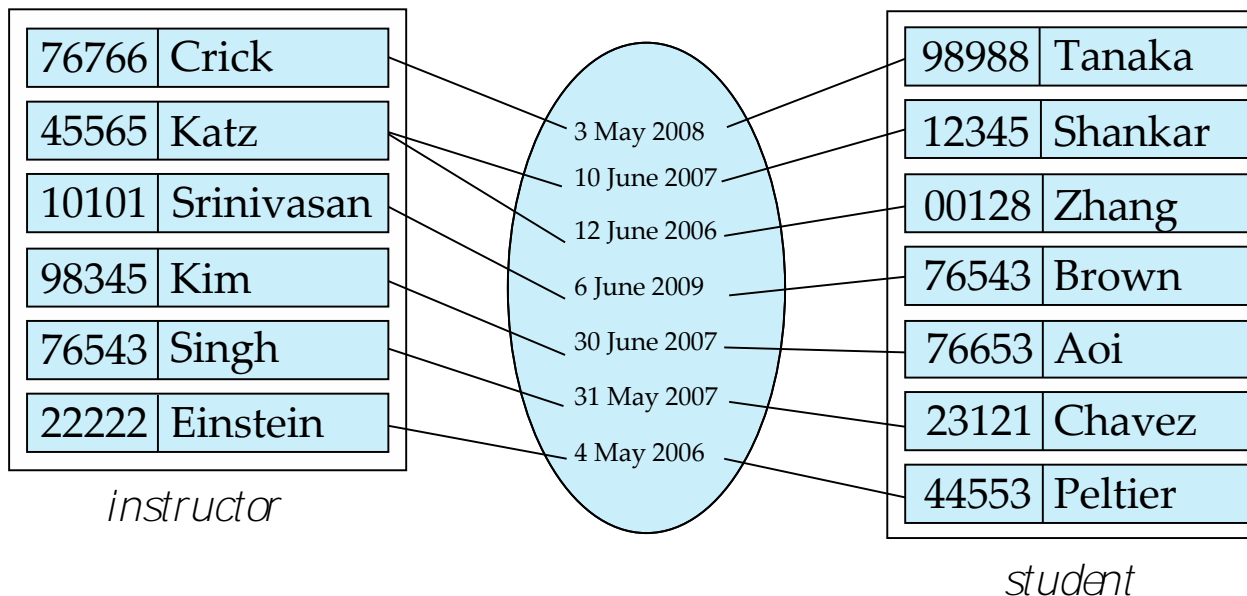 76766 Crick
45565 Katz
10101 Srinivasan
98345 Kim
76543 Singh
22222 Einstein
instructor
3 May 2008
10 June 2007
12 June 2006
6 June 2009
30 June 2007
31 May 2007
4 May 2006
98988 Tanaka
12345 Shankar
00128 Zhang
76543 Brown
76653 Aoi
23121 Chavez
44553 Peltier
student